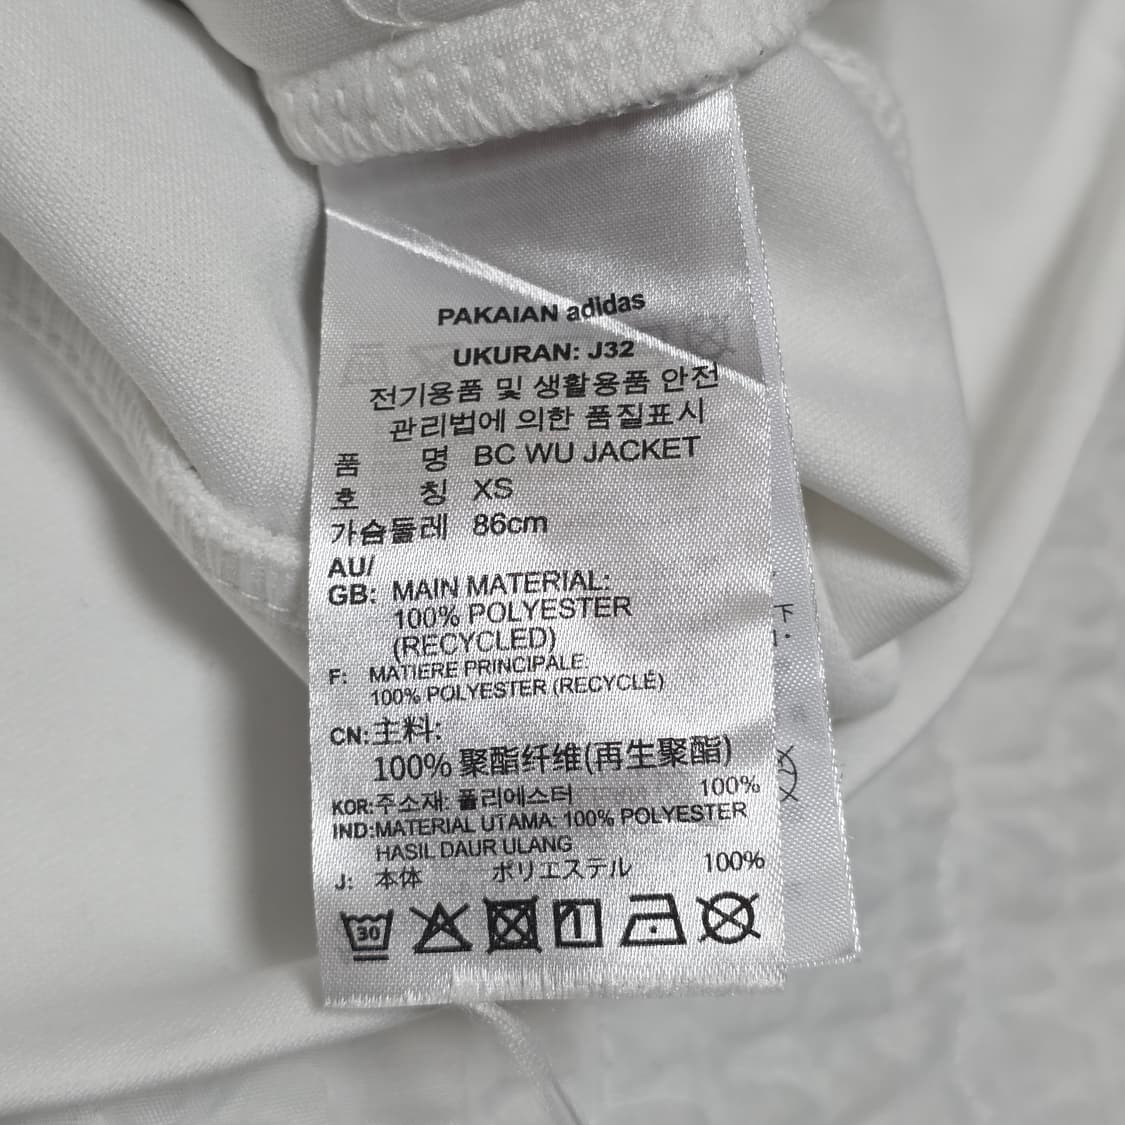 PAKAIAN adidas
UKURAN: J32
전기용품 및 생활용품 안전
관리법에 의한 품질표시
품 명 BC WU JACKET
호 칭 XS
가슴둘레 86cm
AU/
GB: MAIN MATERIAL:
100% POLYESTER
(RECYCLED)
F: MATIERE PRINCIPALE:
100% POLYESTER (RECYCLÉ)
CN:主料:
100% 聚酯纤维(再生聚酯)
KOR:주소재: 폴리에스터 100%
IND:MATERIAL UTAMA: 100% POLYESTER
HASIL DAUR ULANG
J: 本体 ポリエステル 100%
30
下